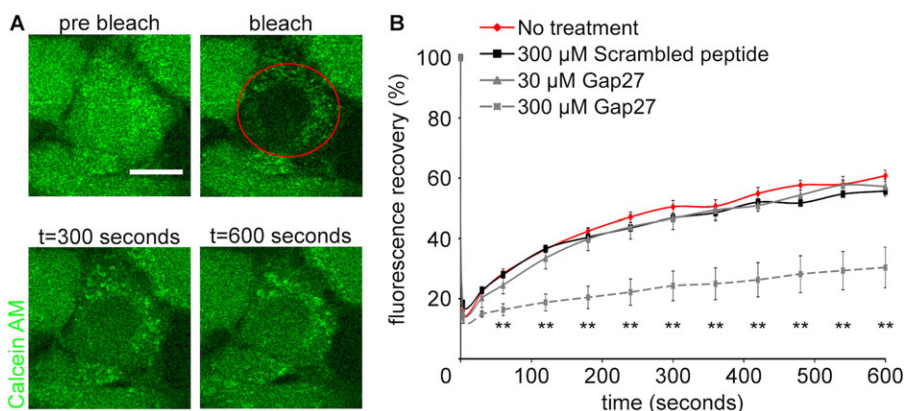 A
pre bleach
bleach
t=300 seconds
t=600 seconds
Calcein AM
B
No treatment
300 µM Scrambled peptide
30 µM Gap27
300 µM Gap27
fluorescence recovery (%)
100
80
60
40
20
0
** ** ** ** ** ** ** ** ** **
100 200 300 400 500 600
time (seconds)